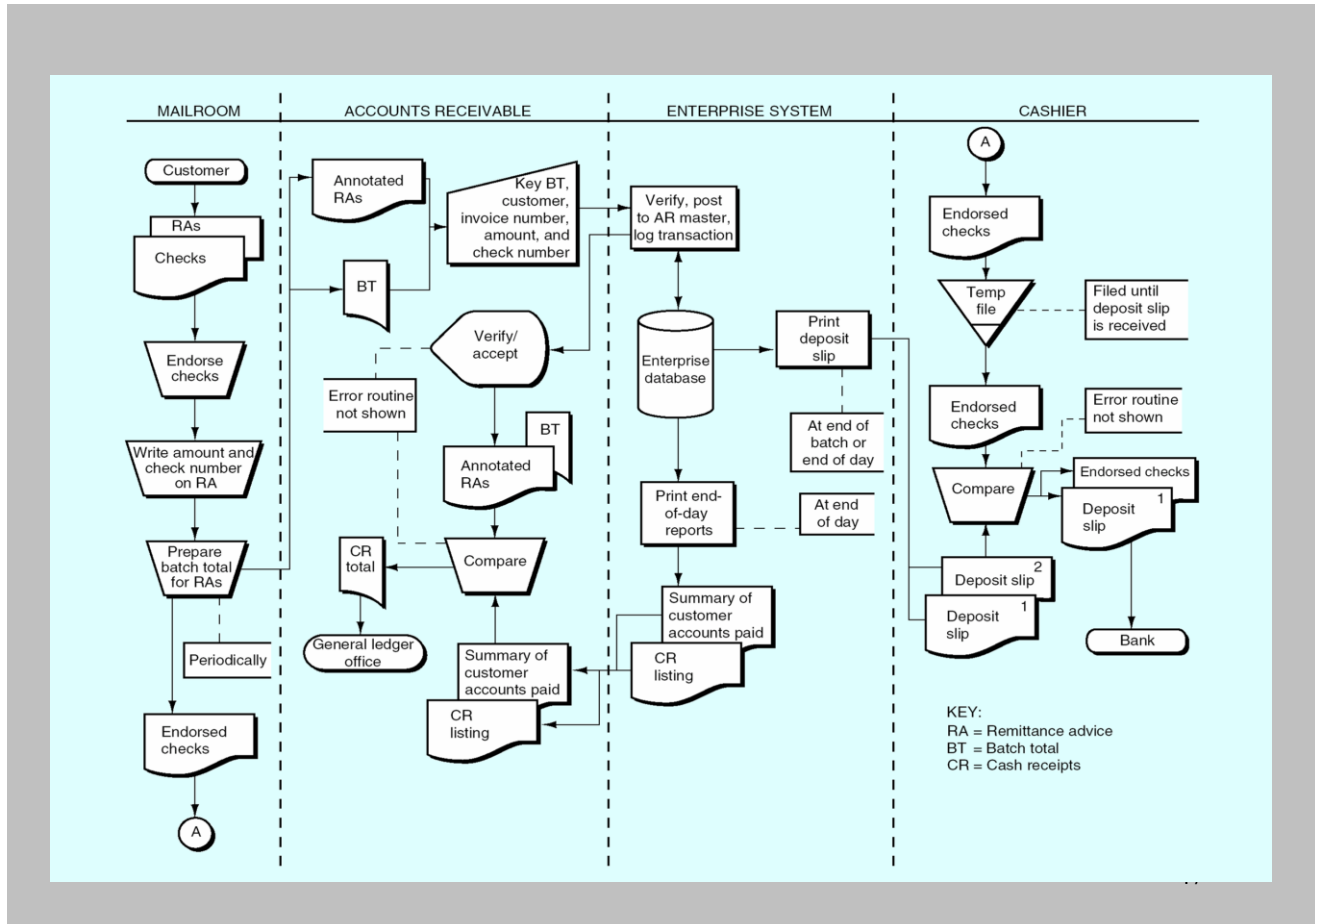 MAILROOM
ACCOUNTS RECEIVABLE
ENTERPRISE SYSTEM
CASHIER
Customer
RAs
Checks
Endorse
checks
Write amount and
check number
on RA
Prepare
batch total
for RAs
Periodically
Endorsed
checks
A
Annotated
RAs
BT
Key BT,
customer,
invoice number,
amount, and
check number
Verify/
accept
Error routine
not shown
BT
Annotated
RAs
Compare
CR
total
General ledger
office
Summary of
customer
accounts paid
CR
listing
Verify, post
to AR master,
log transaction
Enterprise
database
Print
deposit
slip
At end of
batch or
end of day
Print end-
of-day
reports
At end
of day
Summary of
customer
accounts paid
CR
listing
A
Endorsed
checks
Temp
file
Filed until
deposit slip
is received
Endorsed
checks
Error routine
not shown
Compare
Endorsed checks
1
Deposit
slip
2
Deposit slip
1
Deposit
slip
Bank
KEY:
RA = Remittance advice
BT = Batch total
CR = Cash receipts